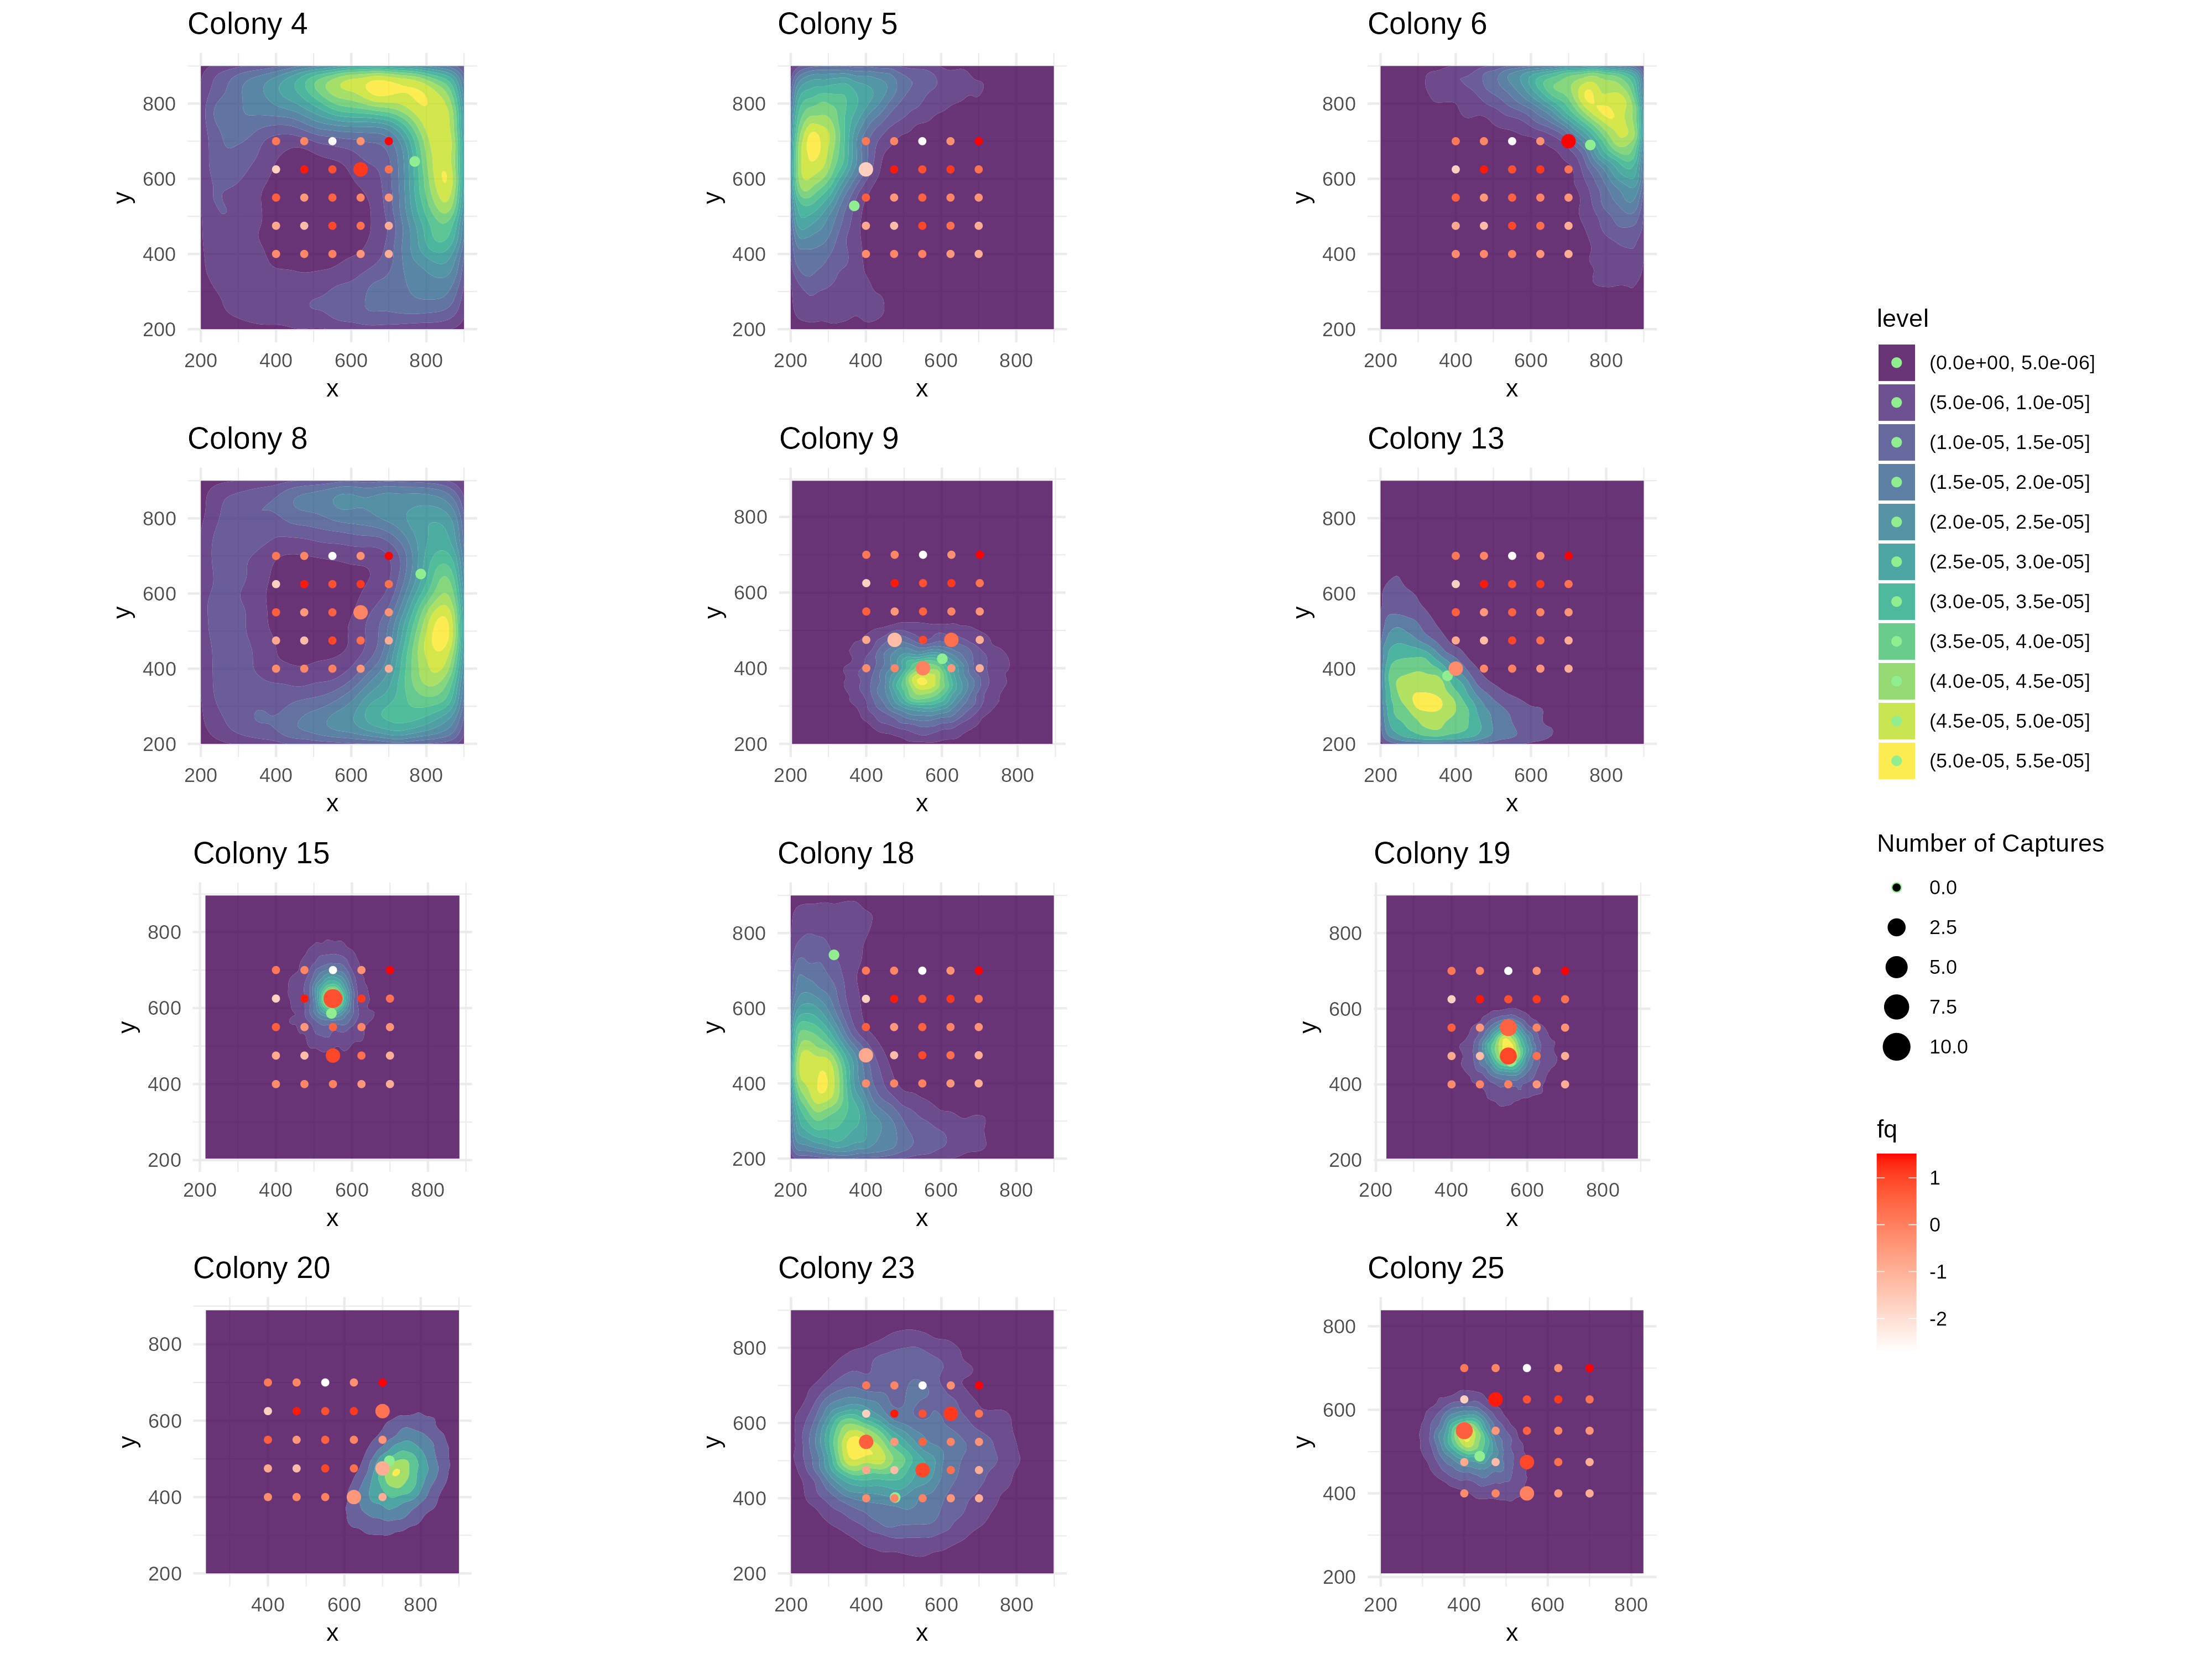 Colony 4
Colony 5
Colony 6
800
600
400
200
y
200 400 600 800
x
800
600
400
200
y
200 400 600 800
x
800
600
400
200
y
200 400 600 800
x
Colony 8
Colony 9
Colony 13
800
600
400
200
y
200 400 600 800
x
800
600
400
200
y
200 400 600 800
x
800
600
400
200
y
200 400 600 800
x
Colony 15
Colony 18
Colony 19
800
600
400
200
y
200 400 600 800
x
800
600
400
200
y
200 400 600 800
x
800
600
400
200
y
200 400 600 800
x
Colony 20
Colony 23
Colony 25
800
600
400
200
y
400 600 800
x
800
600
400
200
y
200 400 600 800
x
800
600
400
200
y
200 400 600 800
x
level
(0.0e+00, 5.0e-06]
(5.0e-06, 1.0e-05]
(1.0e-05, 1.5e-05]
(1.5e-05, 2.0e-05]
(2.0e-05, 2.5e-05]
(2.5e-05, 3.0e-05]
(3.0e-05, 3.5e-05]
(3.5e-05, 4.0e-05]
(4.0e-05, 4.5e-05]
(4.5e-05, 5.0e-05]
(5.0e-05, 5.5e-05]
Number of Captures
0.0
2.5
5.0
7.5
10.0
fq
1
0
-1
-2